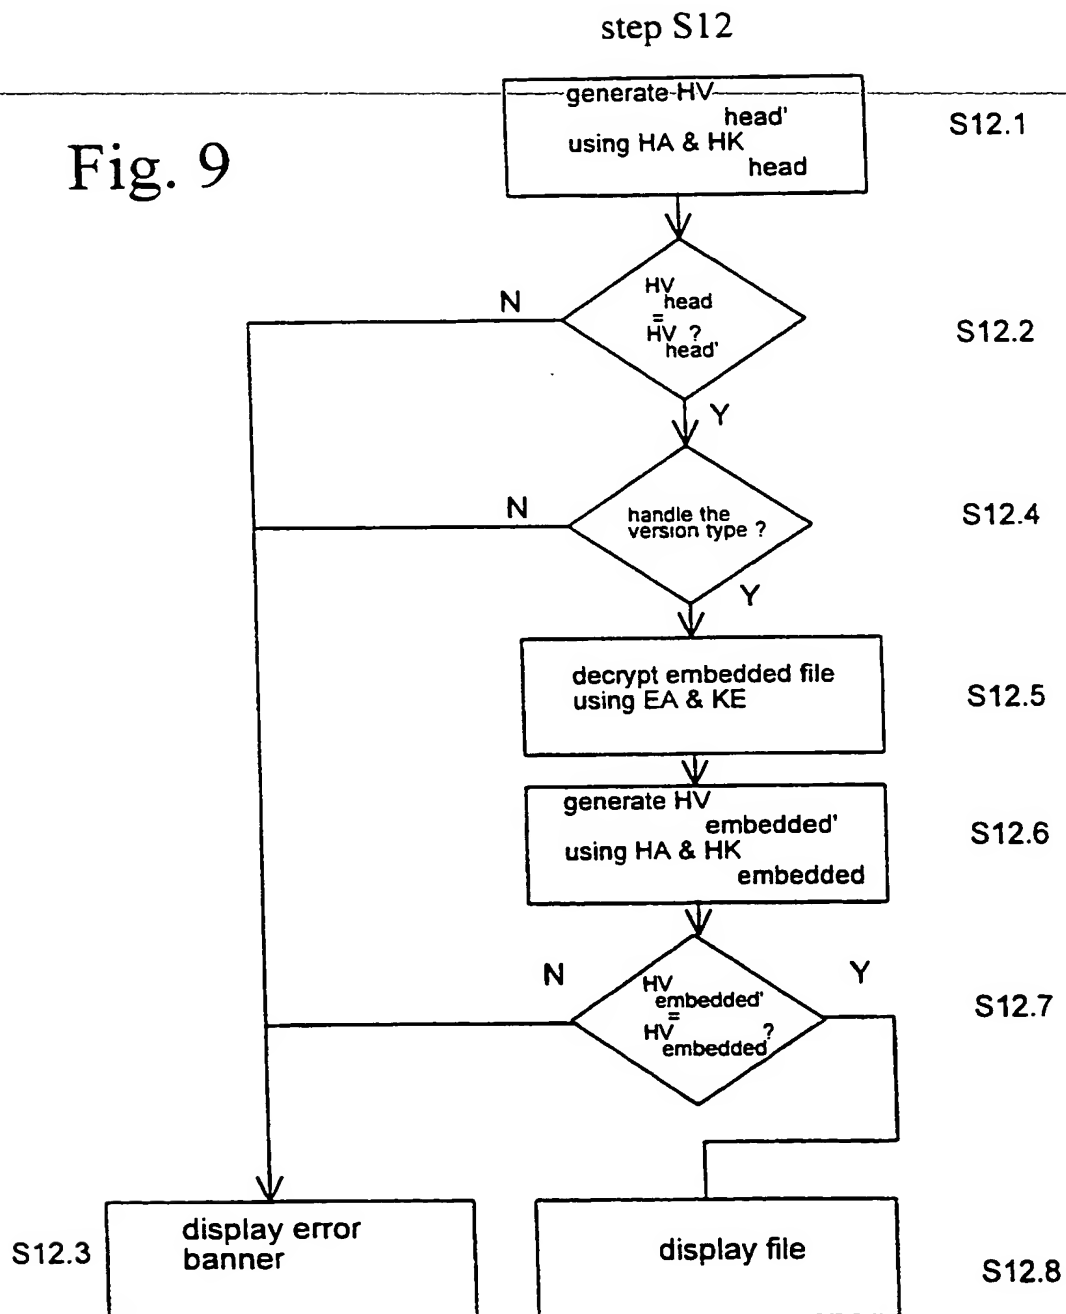 step S12
Fig. 9
generate HV
head'
using HA & HK
head
S12.1
HV
head
=
HV ?
head'
N
S12.2
Y
handle the
version type ?
N
S12.4
Y
decrypt embedded file
using EA & KE
S12.5
generate HV
embedded'
using HA & HK
embedded
S12.6
N
Y
HV
embedded'
=
HV ?
embedded
S12.7
S12.3
display error
banner
display file
S12.8